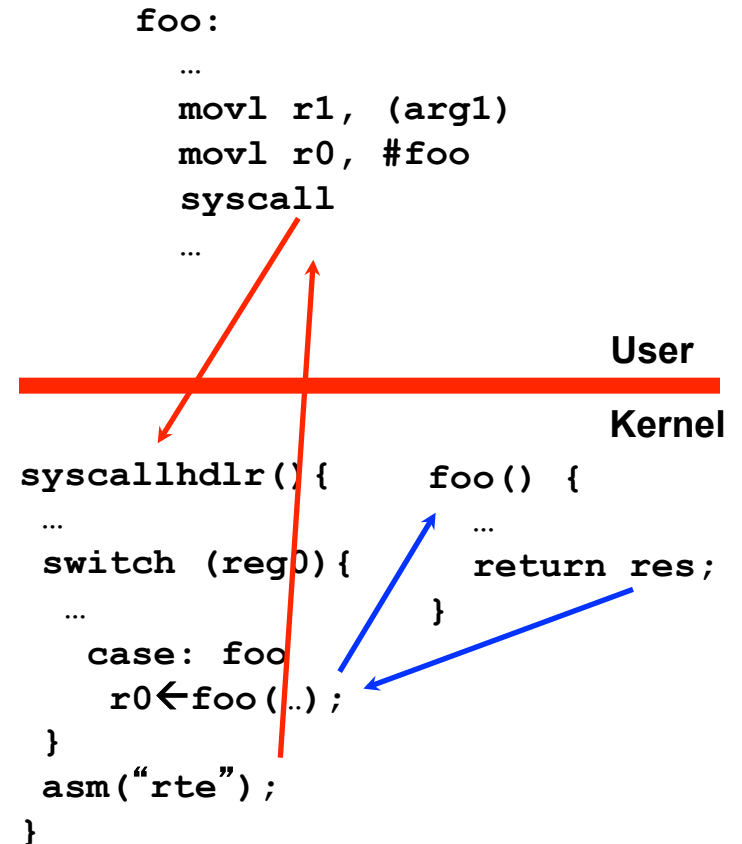 foo:
…
movl r1, (arg1)
movl r0, #foo
syscall
…
User
Kernel
syscallhdlr(){
…
switch (reg0){
…
case: foo
r0←foo(…);
}
asm(“rte”);
}
foo() {
…
return res;
}